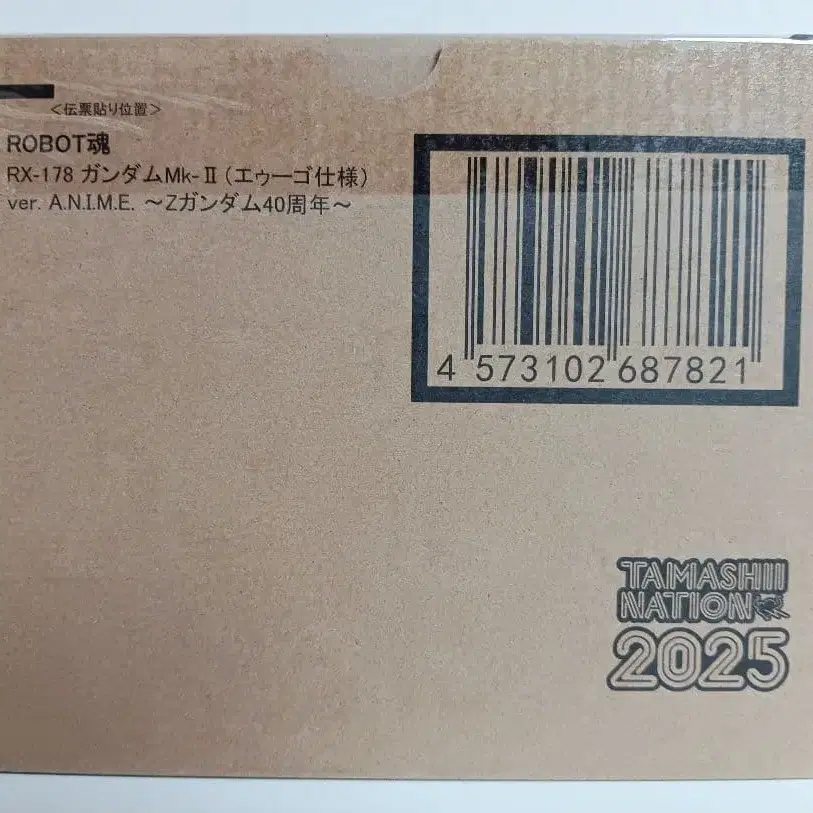 ＜伝票貼り位置＞
ROBOT魂
RX-178 ガンダムMk-Ⅱ（エゥーゴ仕様）
ver. A.N.I.M.E. ～Zガンダム40周年～
4 573102 687821
TAMASHII
NATION
2025